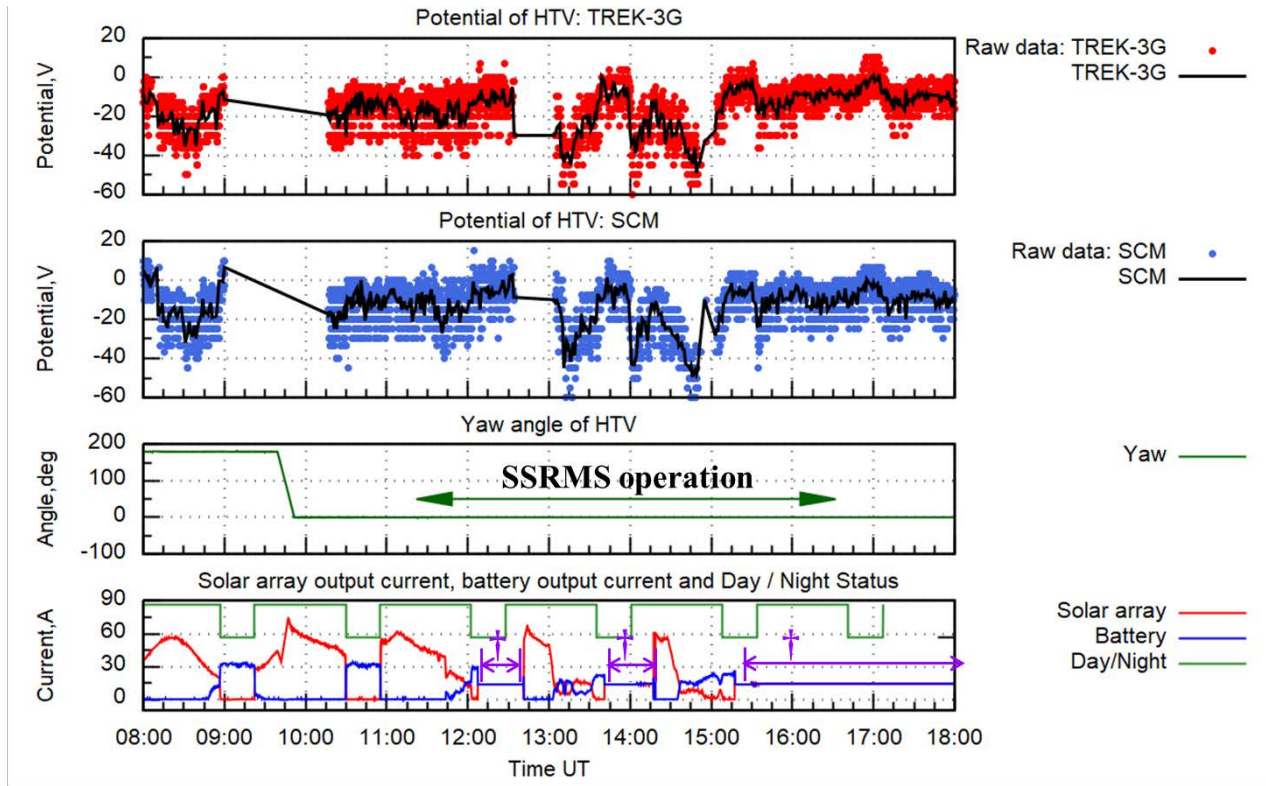 Potential of HTV: TREK-3G
20
0
-20
-40
-60
Potential,V
Raw data: TREK-3G
TREK-3G
Potential of HTV: SCM
20
0
-20
-40
-60
Potential,V
Raw data: SCM
SCM
Yaw angle of HTV
200
100
0
-100
Angle,deg
SSRMS operation
Yaw
Solar array output current, battery output current and Day / Night Status
90
60
30
0
Current,A
† † †
Solar array
Battery
Day/Night
08:00 09:00 10:00 11:00 12:00 13:00 14:00 15:00 16:00 17:00 18:00
Time UT